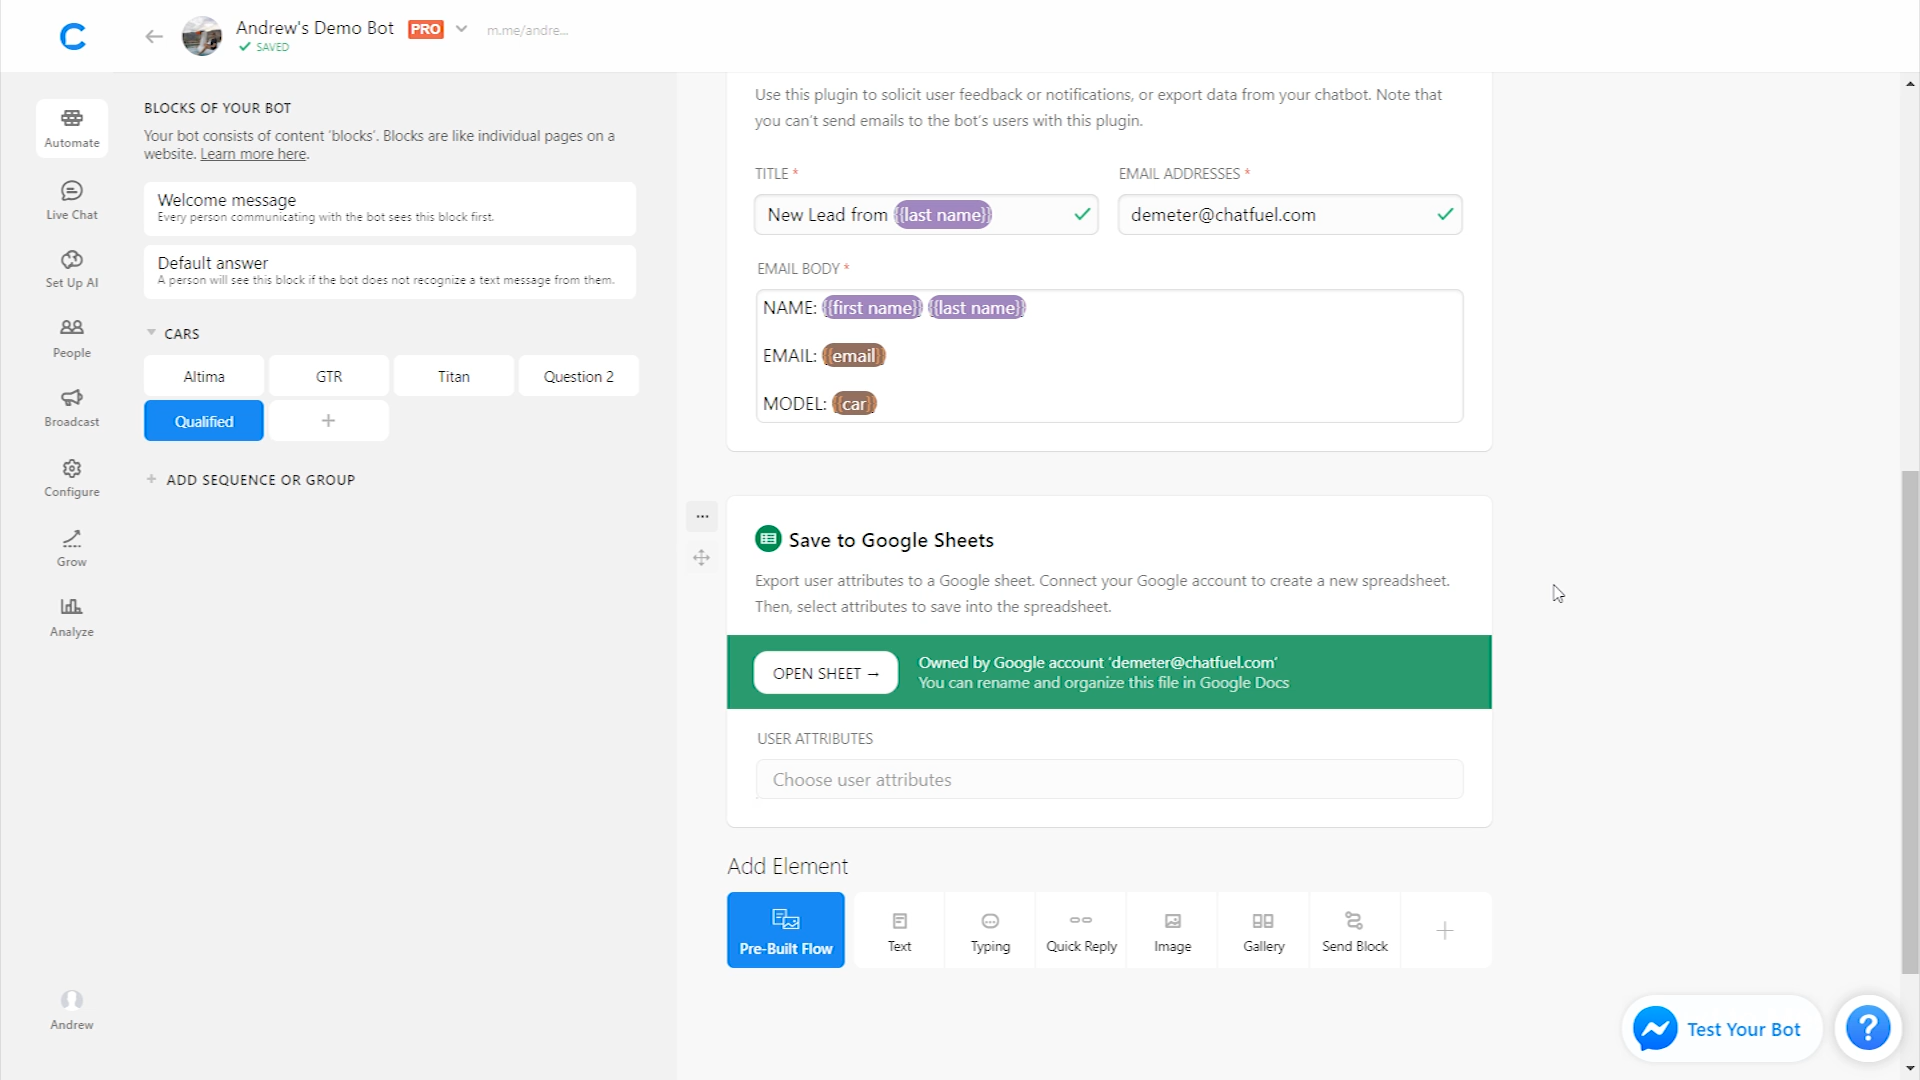 Andrew's Demo Bot PRO m.me/andre...
SAVED
Automate
Live Chat
Set Up AI
People
Broadcast
Configure
Grow
Analyze
Andrew
BLOCKS OF YOUR BOT
Your bot consists of content 'blocks'. Blocks are like individual pages on a
website. Learn more here.
Welcome message
Every person communicating with the bot sees this block first.
Default answer
A person will see this block if the bot does not recognize a text message from them.
CARS
Altima GTR Titan Question 2
Qualified +
+ ADD SEQUENCE OR GROUP
Use this plugin to solicit user feedback or notifications, or export data from your chatbot. Note that
you can't send emails to the bot's users with this plugin.
TITLE * EMAIL ADDRESSES *
New Lead from {{last name}} demeter@chatfuel.com
EMAIL BODY *
NAME: {{first name}} {{last name}}
EMAIL: {{email}}
MODEL: {{car}}
...
Save to Google Sheets
Export user attributes to a Google sheet. Connect your Google account to create a new spreadsheet.
Then, select attributes to save into the spreadsheet.
OPEN SHEET →
Owned by Google account 'demeter@chatfuel.com'
You can rename and organize this file in Google Docs
USER ATTRIBUTES
Choose user attributes
Add Element
Pre-Built Flow Text Typing Quick Reply Image Gallery Send Block +
Test Your Bot ?